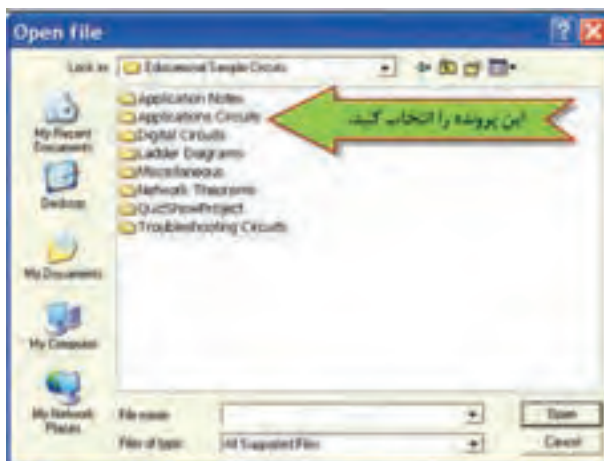 Open file
Look in: Educational Sample Circuits
Application Notes
Applications Circuits
Digital Circuits
Ladder Diagrams
Miscellaneous
Network Theorems
QuizShowProject
Troubleshooting Circuits
این پرونده را انتخاب کنید.
My Recent
Documents
Desktop
My Documents
My Computer
My Network
Places
File name:
Files of type: All Supported Files
Open
Cancel